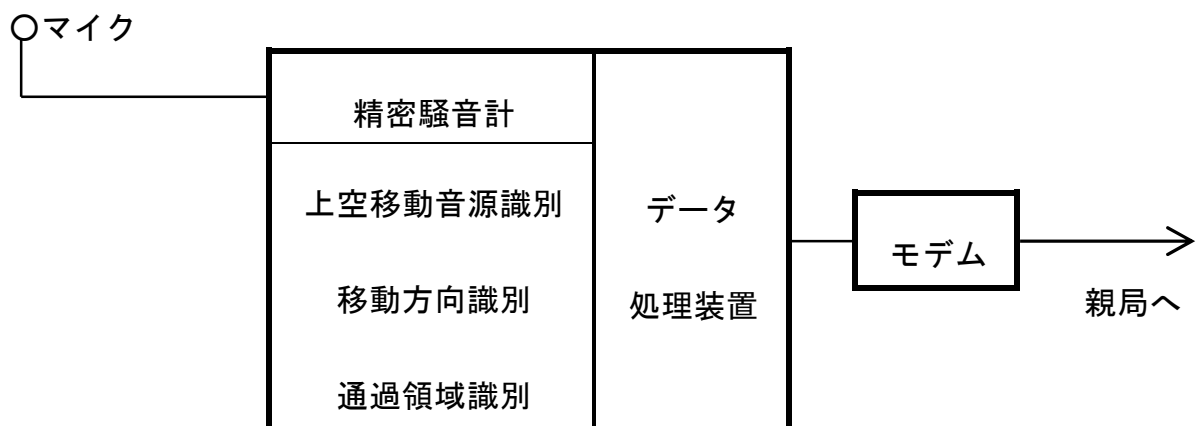 マイク
精密騒音計
上空移動音源識別
移動方向識別
通過領域識別
データ
処理装置
モデム
親局へ